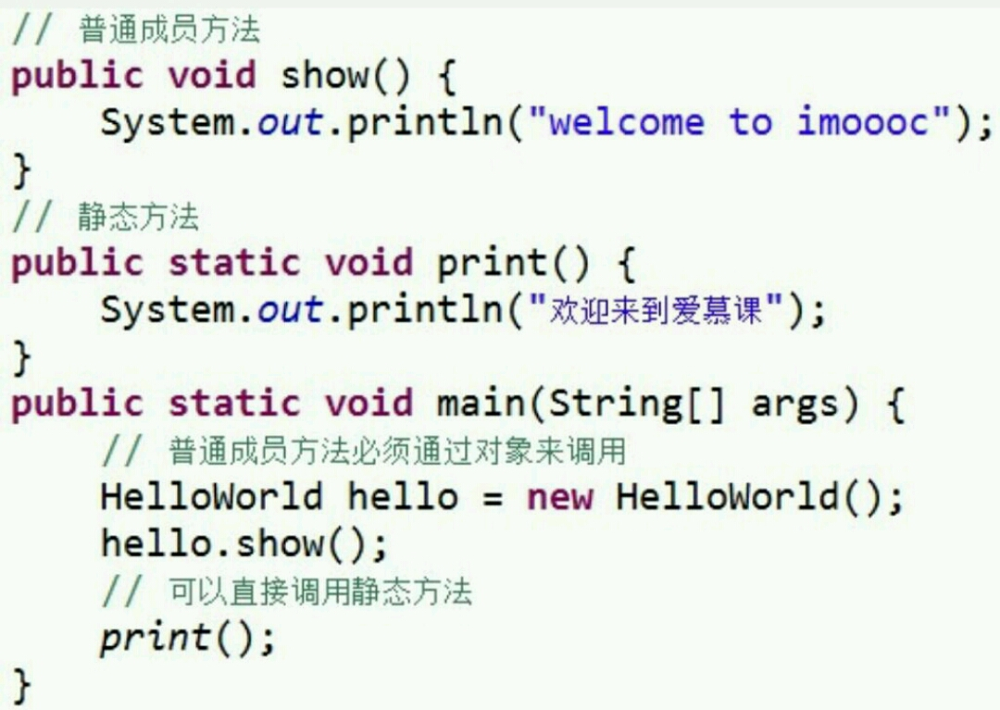 // 普通成员方法
public void show() {
    System.out.println("welcome to imoooc");
}
// 静态方法
public static void print() {
    System.out.println("欢迎来到爱慕课");
}
public static void main(String[] args) {
    // 普通成员方法必须通过对象来调用
    HelloWorld hello = new HelloWorld();
    hello.show();
    // 可以直接调用静态方法
    print();
}